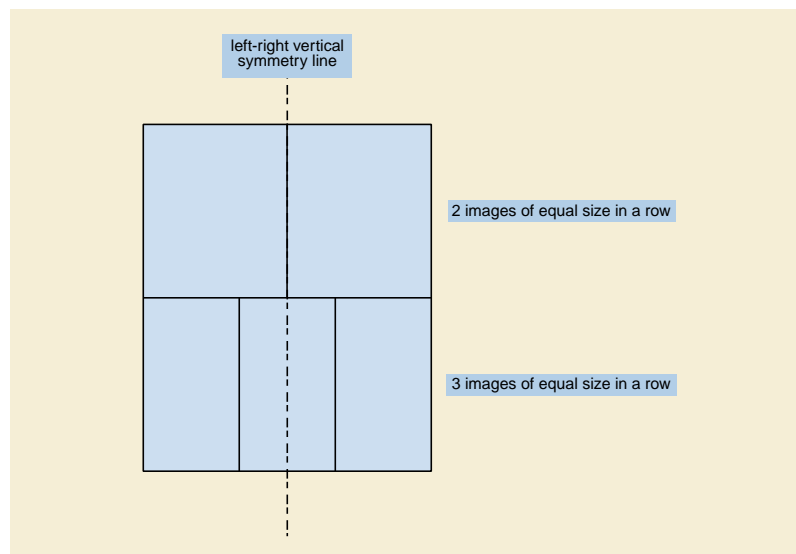 left-right vertical
symmetry line
2 images of equal size in a row
3 images of equal size in a row